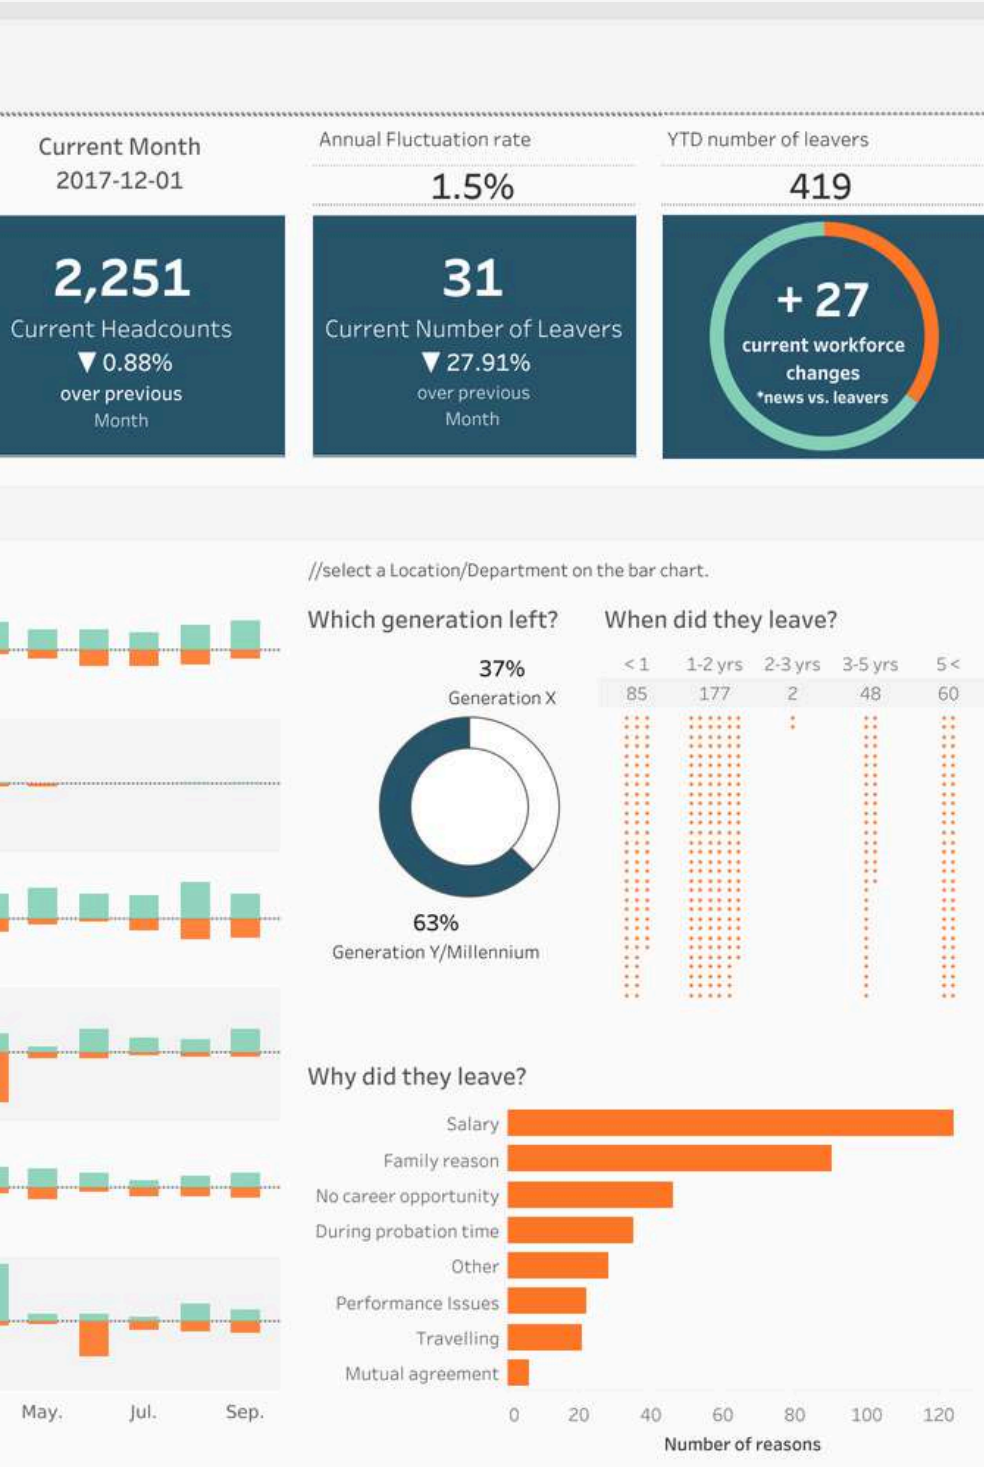 Current Month
2017-12-01
Annual Fluctuation rate
1.5%
YTD number of leavers
419
2,251
Current Headcounts
▼ 0.88%
over previous
Month
31
Current Number of Leavers
▼ 27.91%
over previous
Month
+ 27
current workforce
changes
*news vs. leavers
//select a Location/Department on the bar chart.
Which generation left?
37%
Generation X
63%
Generation Y/Millennium
When did they leave?
< 1 1-2 yrs 2-3 yrs 3-5 yrs 5 <
85 177 2 48 60
Why did they leave?
Salary
Family reason
No career opportunity
During probation time
Other
Performance Issues
Travelling
Mutual agreement
0 20 40 60 80 100 120
Number of reasons
May. Jul. Sep.